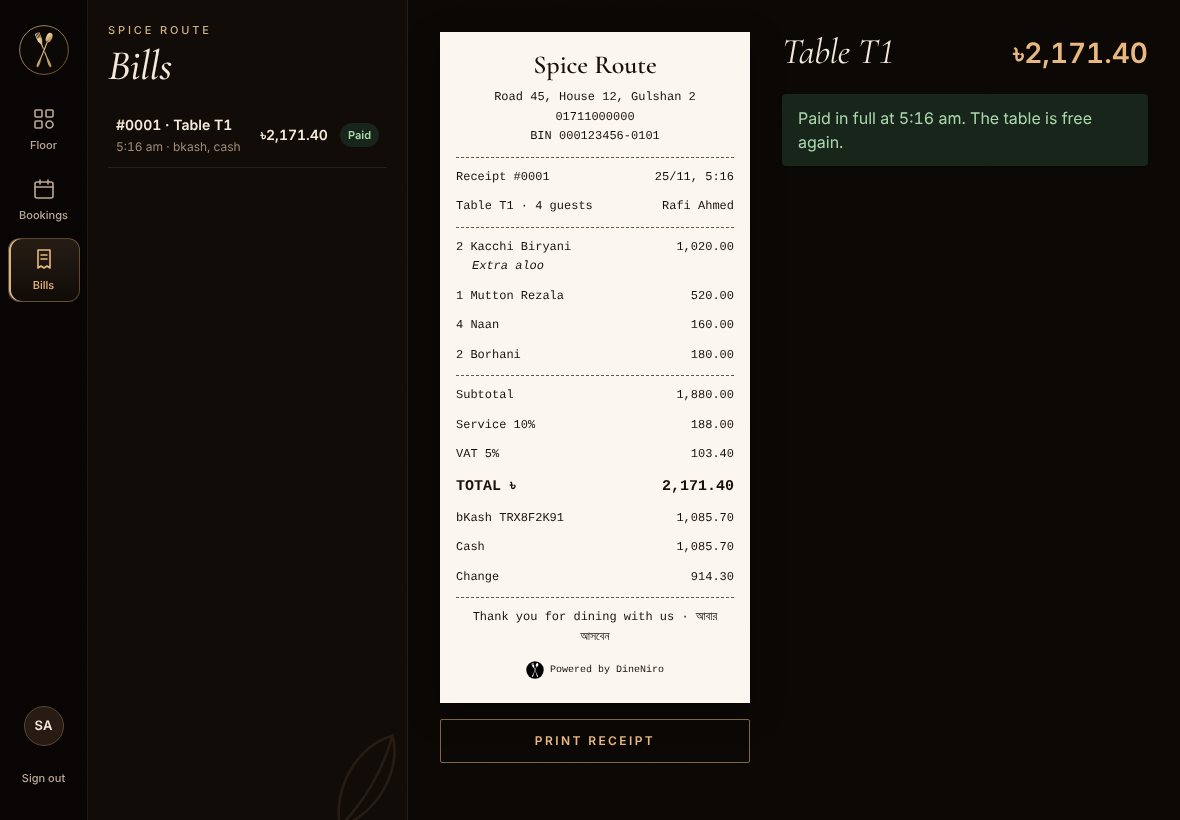 Floor
Bookings
Bills
SA
Sign out
SPICE ROUTE
Bills
#0001 · Table T1
5:16 am · bkash, cash
৳2,171.40
Paid
Spice Route
Road 45, House 12, Gulshan 2
01711000000
BIN 000123456-0101
Receipt #0001 25/11, 5:16
Table T1 · 4 guests Rafi Ahmed
2 Kacchi Biryani 1,020.00
Extra aloo
1 Mutton Rezala 520.00
4 Naan 160.00
2 Borhani 180.00
Subtotal 1,880.00
Service 10% 188.00
VAT 5% 103.40
TOTAL ৳ 2,171.40
bKash TRX8F2K91 1,085.70
Cash 1,085.70
Change 914.30
Thank you for dining with us · আবার
আসবেন
Powered by DineNiro
PRINT RECEIPT
Table T1 ৳2,171.40
Paid in full at 5:16 am. The table is free
again.